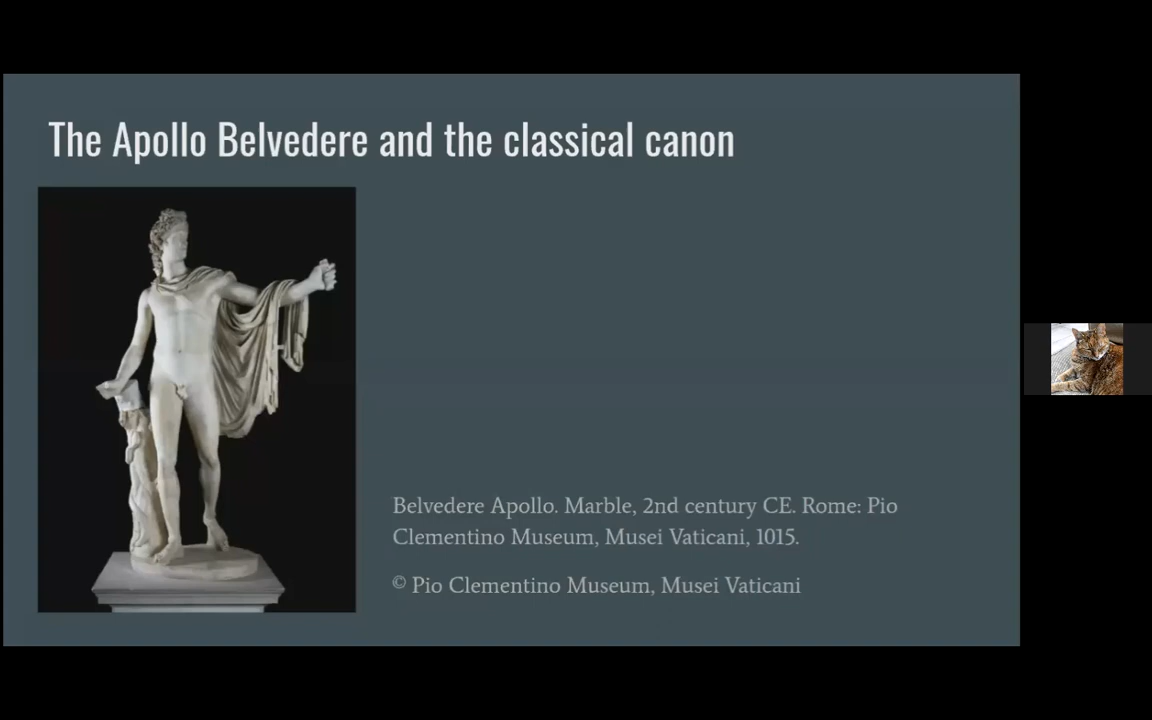 The Apollo Belvedere and the classical canon
Belvedere Apollo. Marble, 2nd century CE. Rome: Pio
Clementino Museum, Musei Vaticani, 1015.
© Pio Clementino Museum, Musei Vaticani